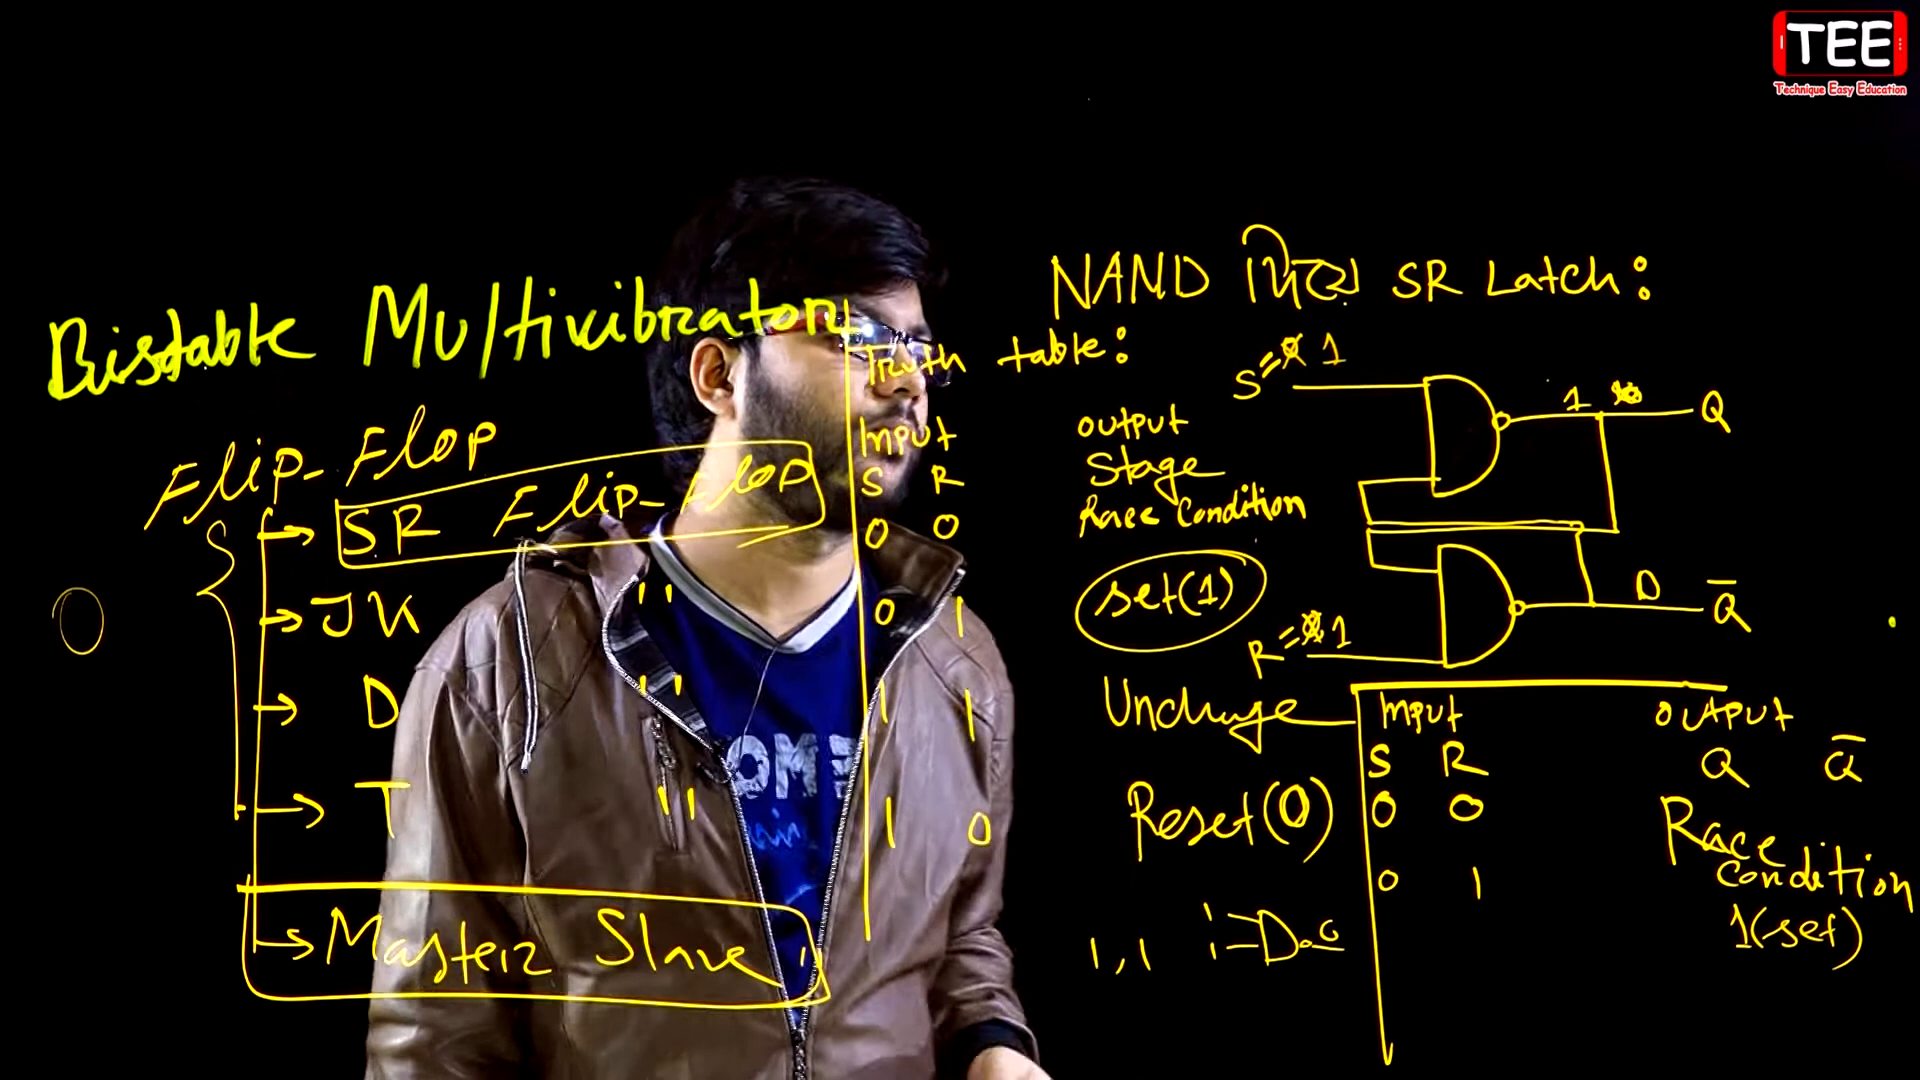 TEE
Technique Easy Education
Bistable Multivibrator
Flip-Flop
SR Flip-Flop
JK "
D "
T "
Master Slave "
Truth table:
Input
S R
0 0
0 1
1 1
1 0
Output
Stage
Race Condition
Set(1)
Unchange
Reset(0)
1,1
NAND দিয়ে SR Latch:
S= 1
1
Q
R= 1
0
Q̅
Input Output
S R Q Q̅
0 0 Race Condition
0 1 1(set)